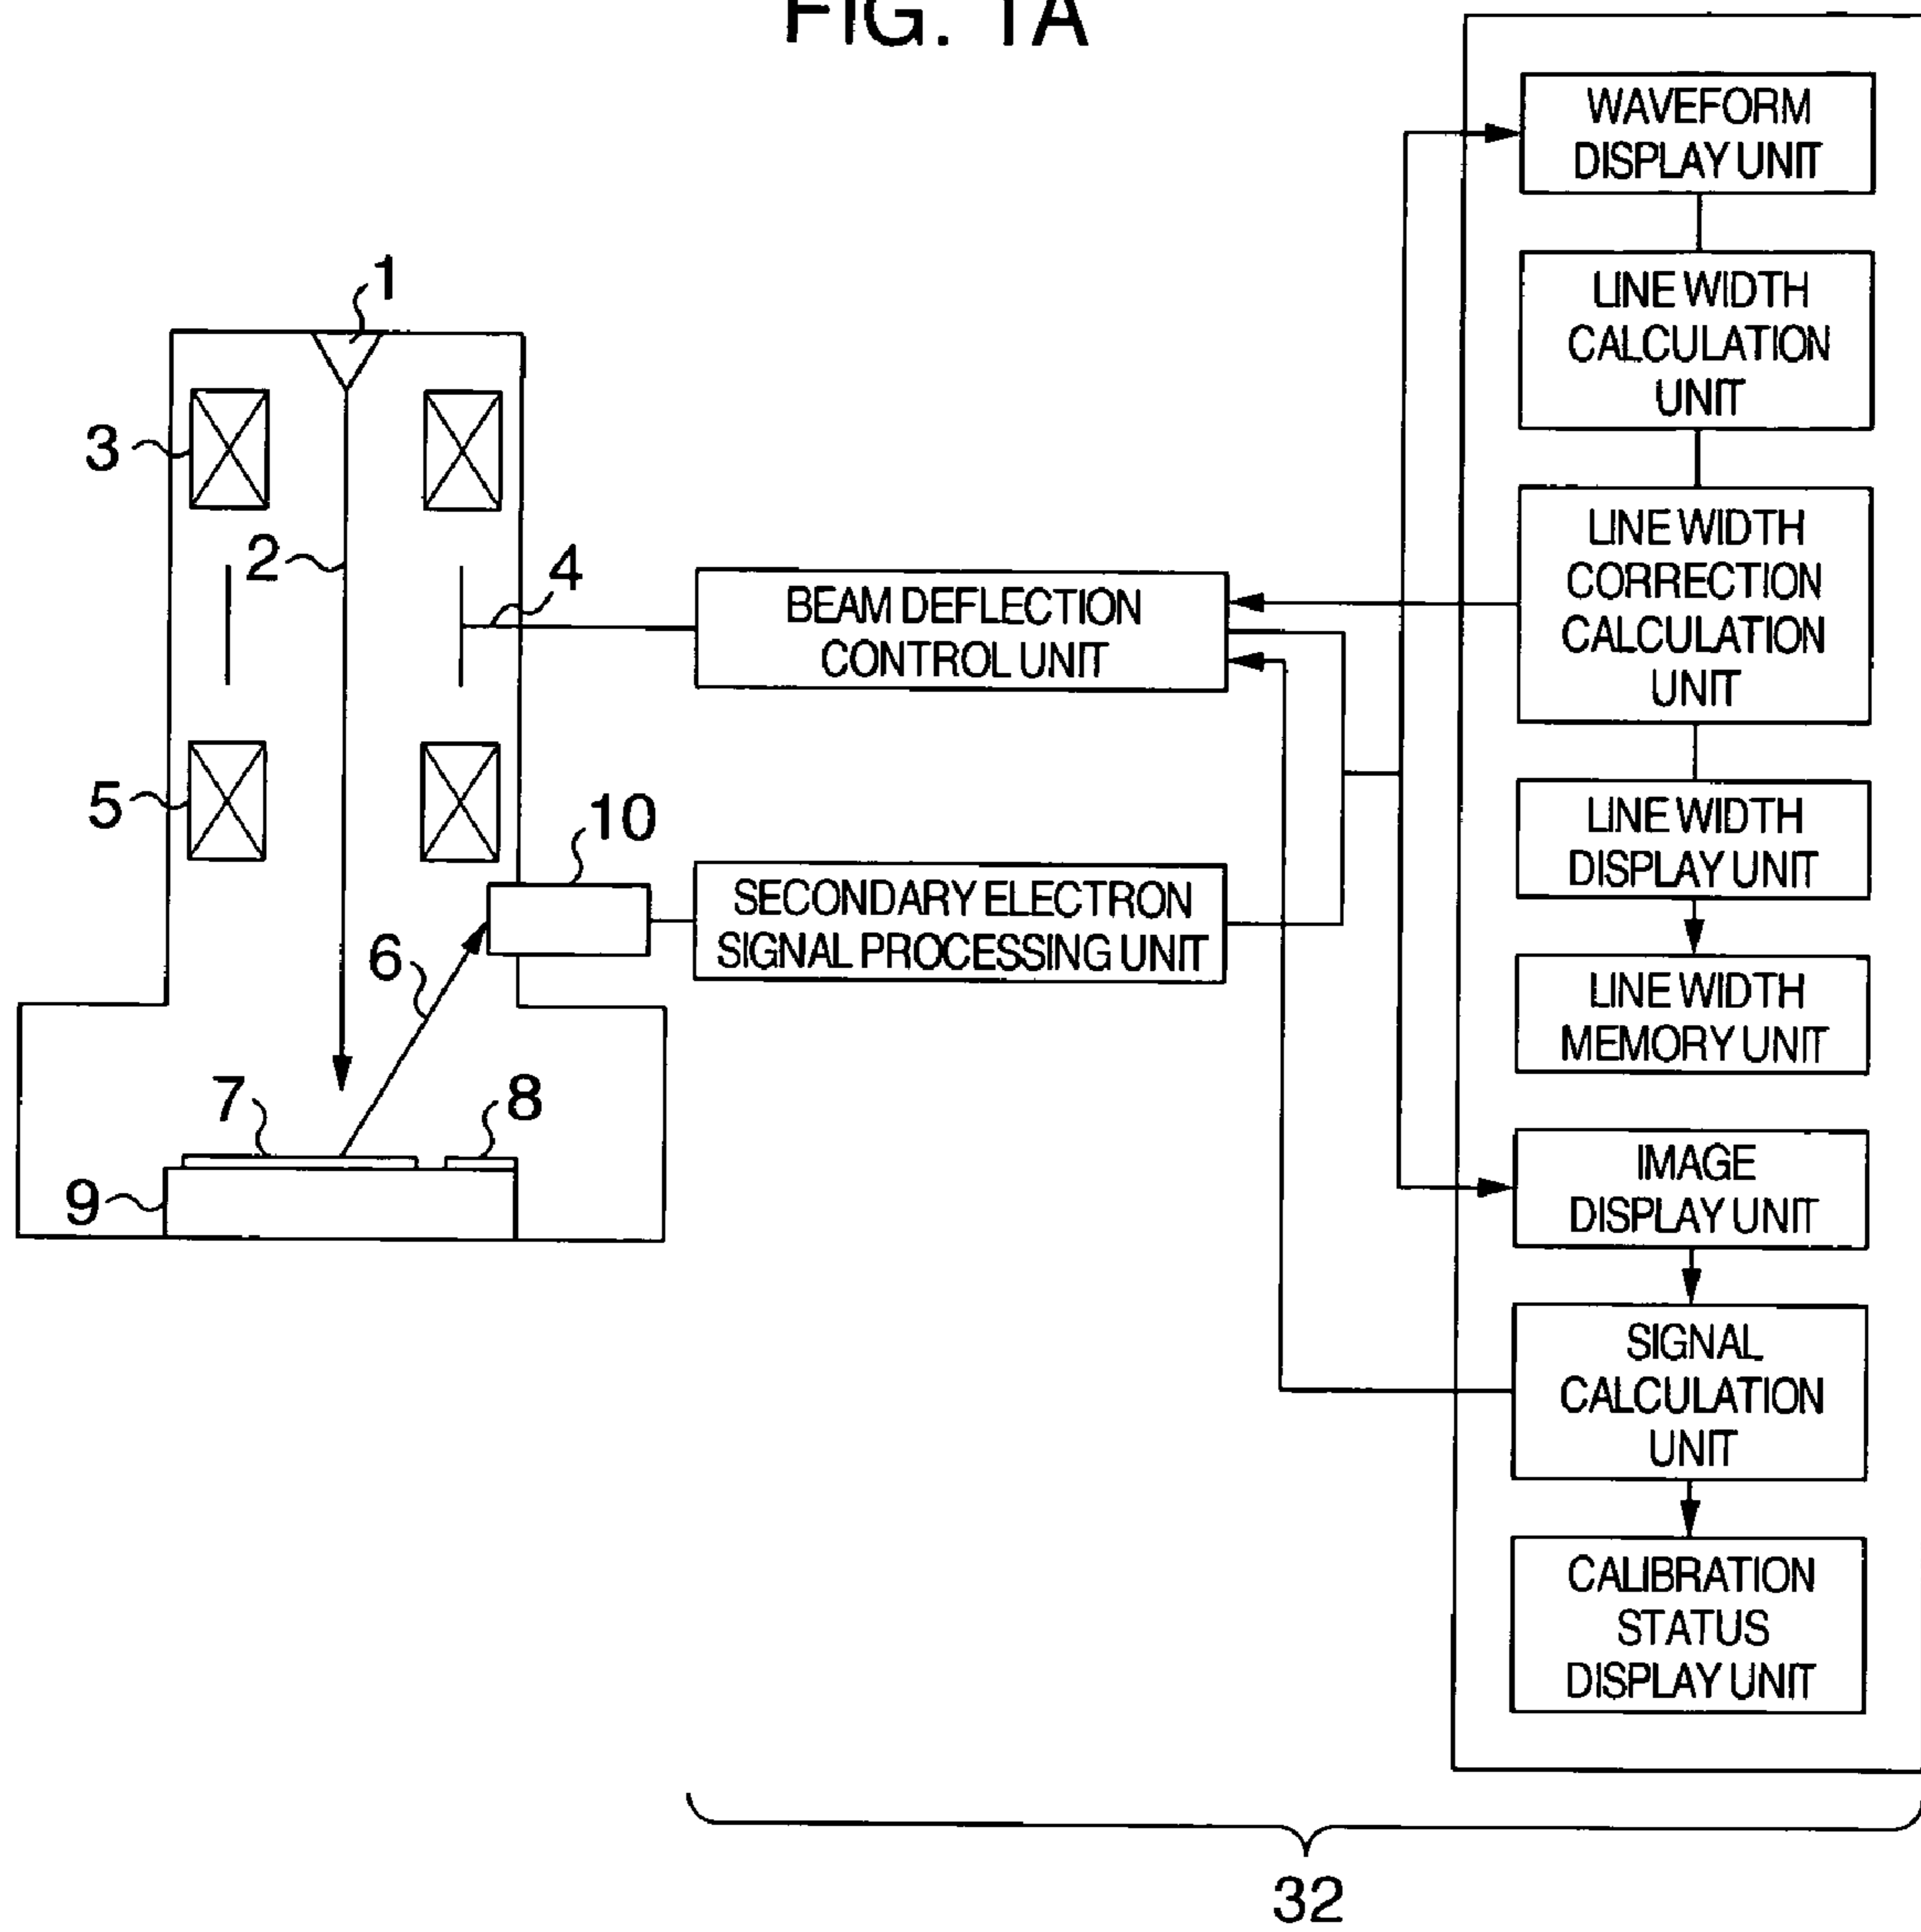 FIG. 1A
WAVEFORM
DISPLAY UNIT
LINE WIDTH
CALCULATION
UNIT
LINE WIDTH
CORRECTION
CALCULATION
UNIT
LINE WIDTH
DISPLAY UNIT
LINE WIDTH
MEMORY UNIT
IMAGE
DISPLAY UNIT
SIGNAL
CALCULATION
UNIT
CALIBRATION
STATUS
DISPLAY UNIT
BEAM DEFLECTION
CONTROL UNIT
SECONDARY ELECTRON
SIGNAL PROCESSING UNIT
1
3
2
4
5
10
6
7
8
9
32